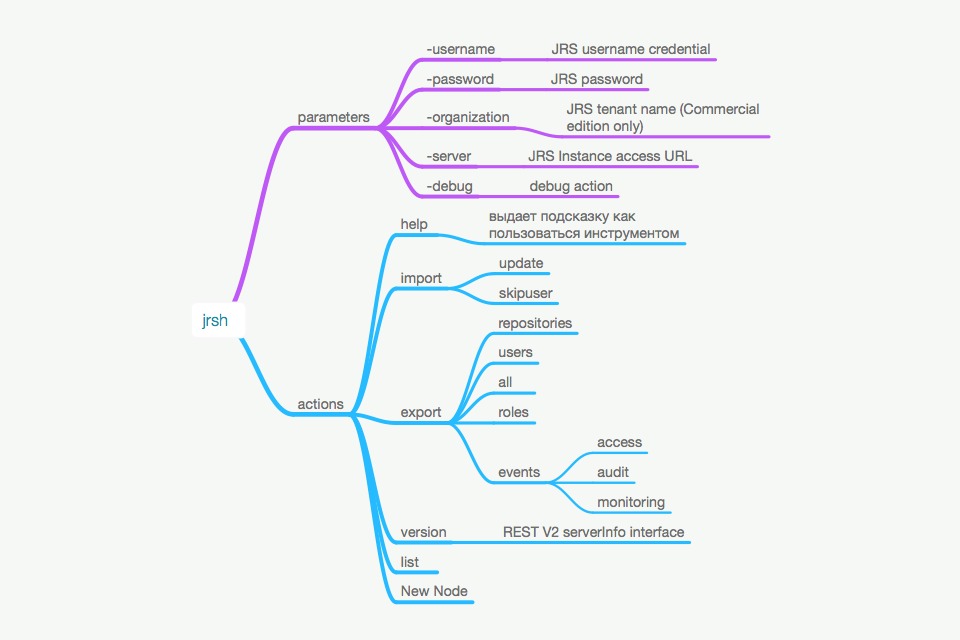 -username JRS username credential
-password JRS password
parameters -organization JRS tenant name (Commercial
edition only)
-server JRS Instance access URL
-debug debug action
help выдает подсказку как
пользоваться инструментом
update
import
skipuser
jrsh
repositories
users
all
actions export roles
access
events audit
monitoring
version REST V2 serverInfo interface
list
New Node